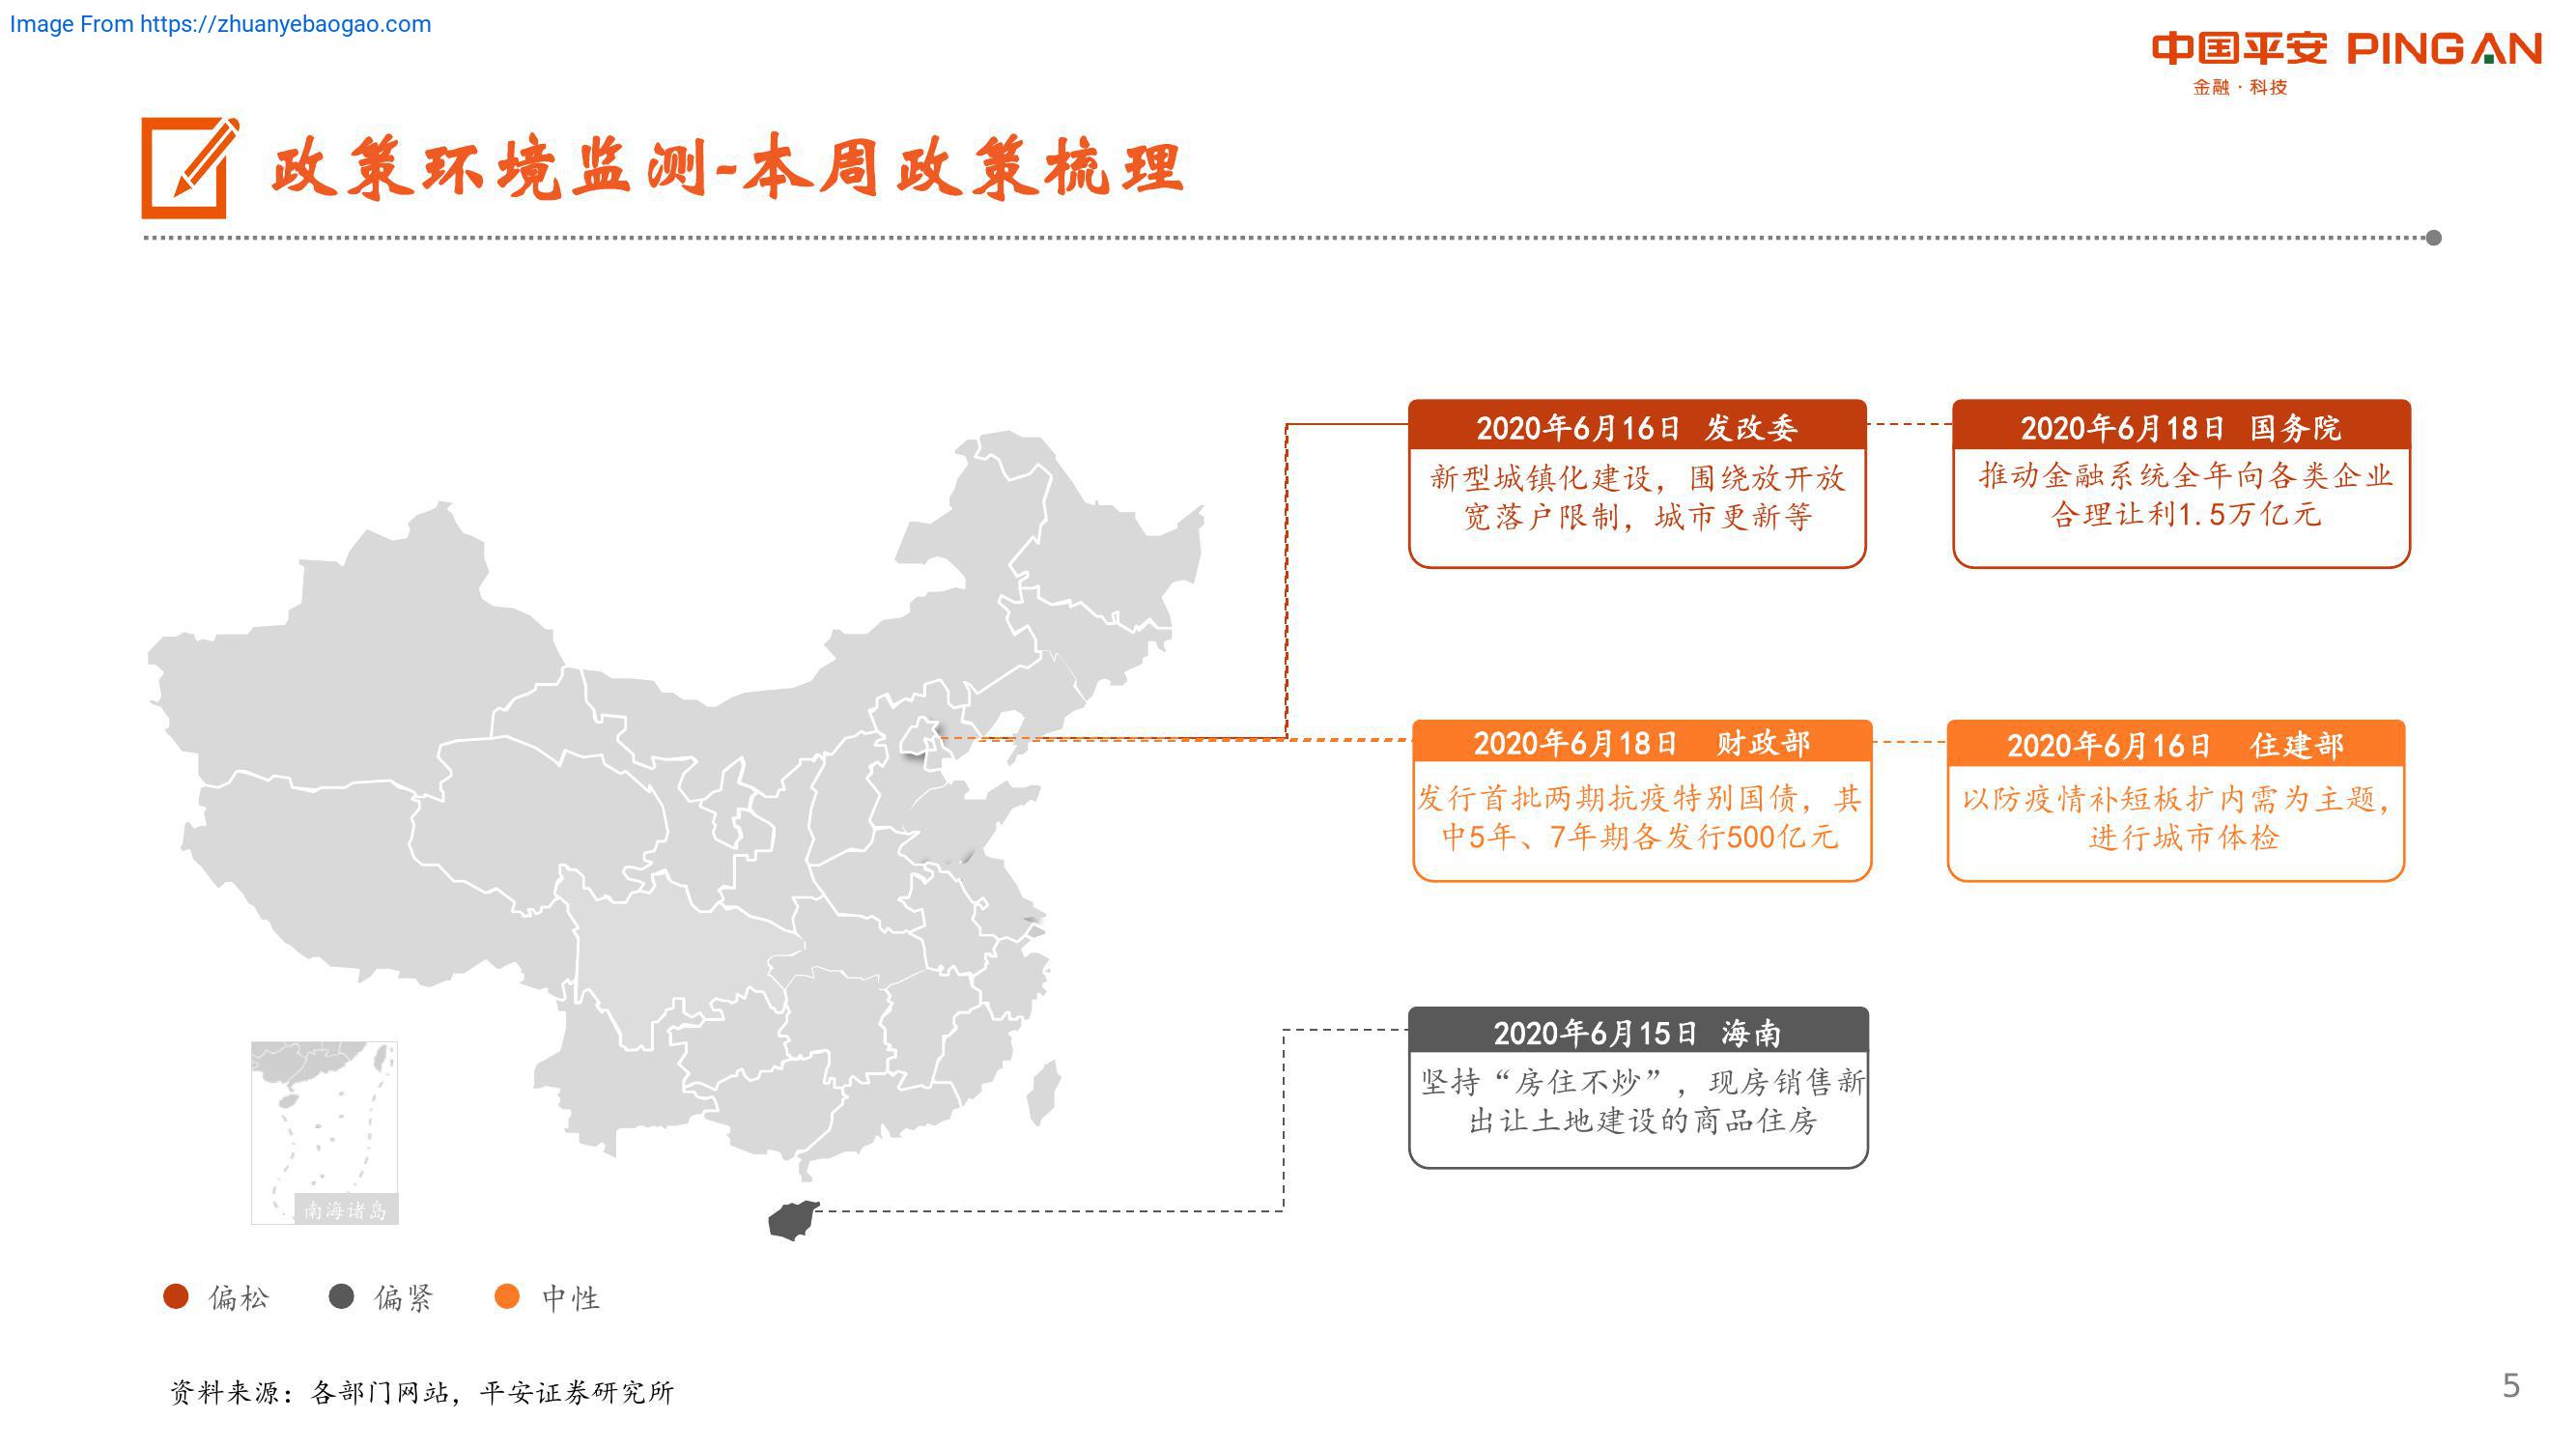 Image From https://zhuanyebaogao.com
中国平安 PINGAN
金融·科技
政策环境监测-本周政策梳理
2020年6月16日 发改委
新型城镇化建设，围绕放开放
宽落户限制，城市更新等
2020年6月18日 国务院
推动金融系统全年向各类企业
合理让利1.5万亿元
2020年6月18日 财政部
发行首批两期抗疫特别国债，其
中5年、7年期各发行500亿元
2020年6月16日 住建部
以防疫情补短板扩内需为主题，
进行城市体检
2020年6月15日 海南
坚持“房住不炒”，现房销售新
出让土地建设的商品住房
南海诸岛
偏松
偏紧
中性
资料来源：各部门网站，平安证券研究所
5